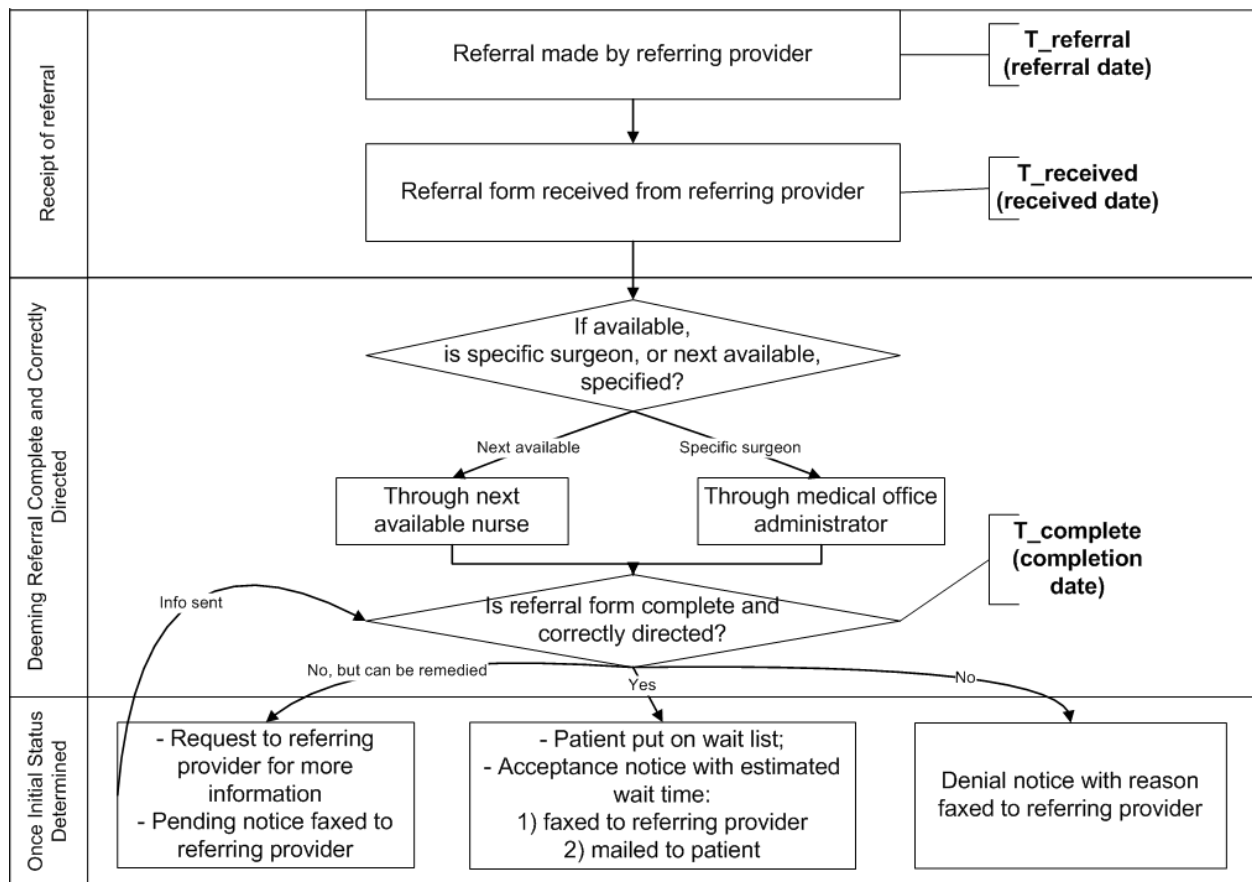 Receipt of referral
Referral made by referring provider
T_referral
(referral date)
Referral form received from referring provider
T_received
(received date)
Deeming Referral Complete and Correctly
Directed
If available,
is specific surgeon, or next available,
specified?
Next available
Specific surgeon
Through next
available nurse
Through medical office
administrator
T_complete
(completion
date)
Info sent
Is referral form complete and
correctly directed?
No, but can be remedied
Yes
No
Once Initial Status
Determined
- Request to referring
provider for more
information
- Pending notice faxed to
referring provider
- Patient put on wait list;
- Acceptance notice with estimated
wait time:
1) faxed to referring provider
2) mailed to patient
Denial notice with reason
faxed to referring provider